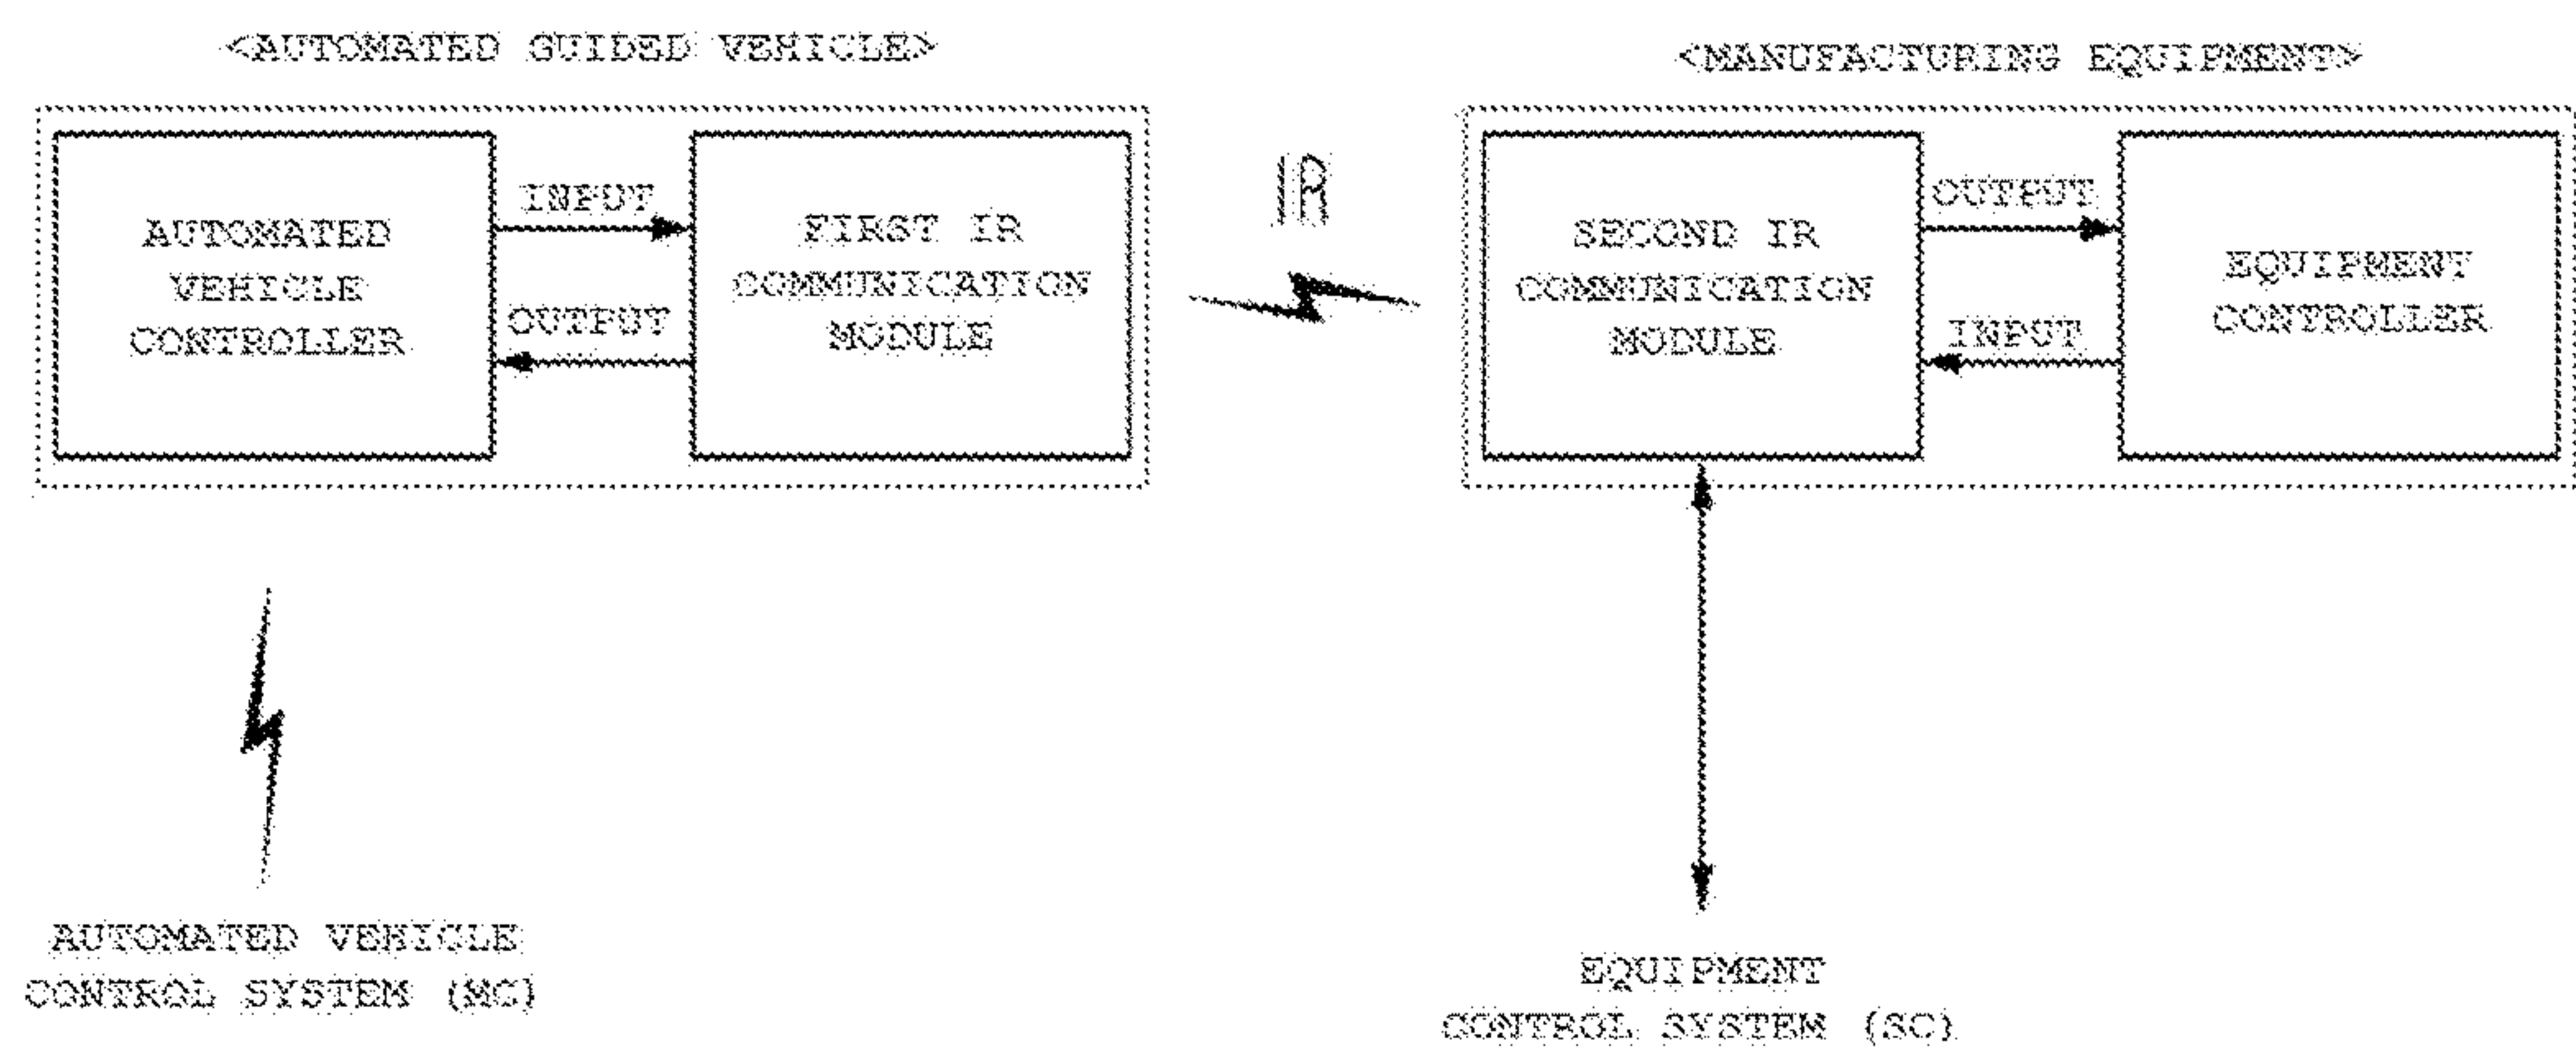 <AUTOMATED GUIDED VEHICLE>
<MANUFACTURING EQUIPMENT>
AUTOMATED
VEHICLE
CONTROLLER
INPUT
OUTPUT
FIRST IR
COMMUNICATION
MODULE
IR
SECOND IR
COMMUNICATION
MODULE
OUTPUT
INPUT
EQUIPMENT
CONTROLLER
AUTOMATED VEHICLE
CONTROL SYSTEM (MC)
EQUIPMENT
CONTROL SYSTEM (SC)